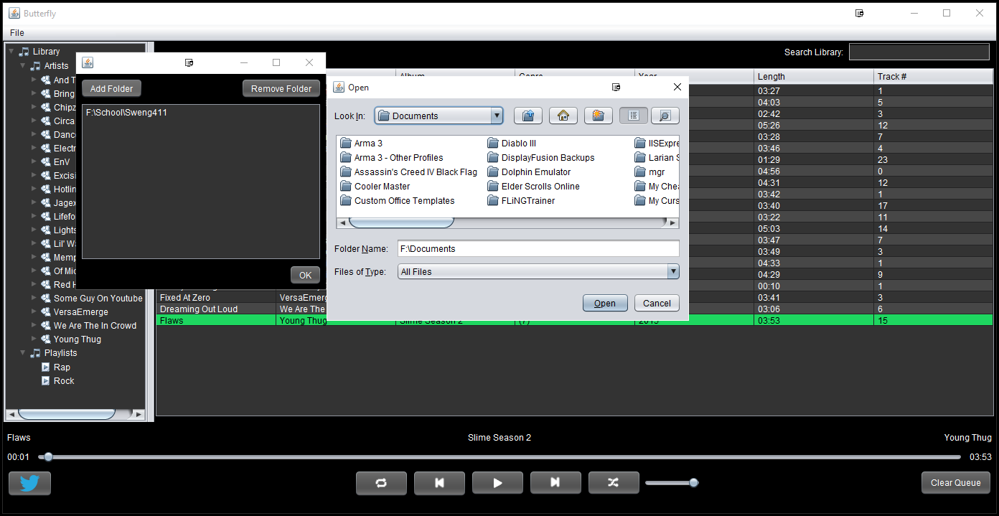 Butterfly
File
Search Library:
Library
Artists
And T
Bring
Chipz
Circa
Dance
Electr
EnV
Excisi
Hotlin
Jagex
Lifefo
Lights
Lil' W
Memp
Of Mic
Red H
Some Guy On Youtube
VersaEmerge
We Are The In Crowd
Young Thug
Playlists
Rap
Rock
Add Folder
Remove Folder
F:\School\Sweng411
OK
Album Genre Year Length Track #
03:27 1
04:03 5
02:42 3
05:26 12
03:28 7
03:46 4
01:29 23
04:56 0
04:31 12
03:42 1
03:40 17
03:22 11
05:03 14
03:47 7
03:49 3
04:33 1
04:29 9
00:10 1
Fixed At Zero VersaEmerg 03:41 3
Dreaming Out Loud We Are The 03:06 6
Flaws Young Thug Slime Season 2 (7) 2015 03:53 15
Open
Look In: Documents
Arma 3 Diablo III IISExpre
Arma 3 - Other Profiles DisplayFusion Backups Larian S
Assassin's Creed IV Black Flag Dolphin Emulator mgr
Cooler Master Elder Scrolls Online My Chea
Custom Office Templates FLiNGTrainer My Curs
Folder Name: F:\Documents
Files of Type: All Files
Open Cancel
Flaws Slime Season 2 Young Thug
00:01 03:53
Clear Queue